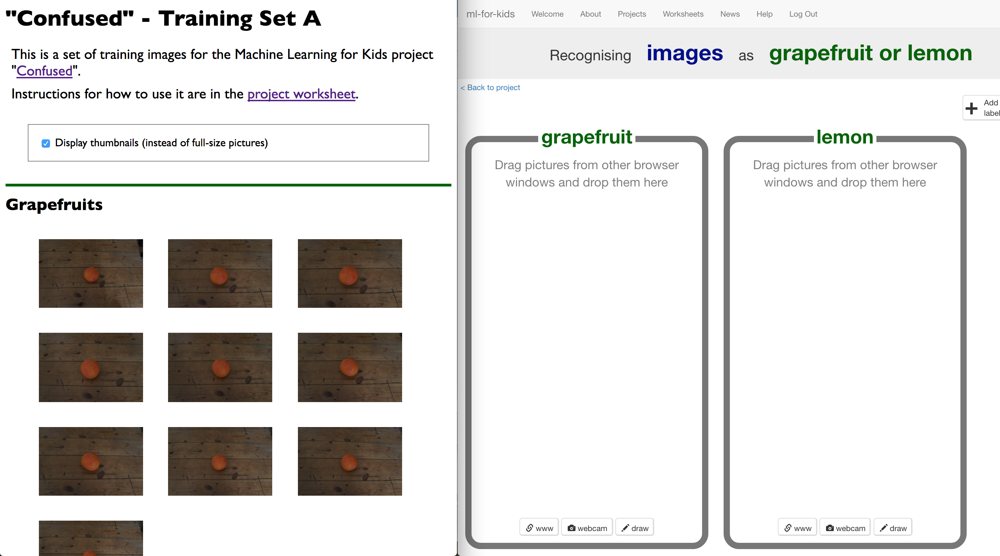 "Confused" - Training Set A
This is a set of training images for the Machine Learning for Kids project
"Confused".
Instructions for how to use it are in the project worksheet.
Display thumbnails (instead of full-size pictures)
Grapefruits
ml-for-kids Welcome About Projects Worksheets News Help Log Out
Recognising images as grapefruit or lemon
< Back to project
Add
label
grapefruit
Drag pictures from other browser
windows and drop them here
www webcam draw
lemon
Drag pictures from other browser
windows and drop them here
www webcam draw